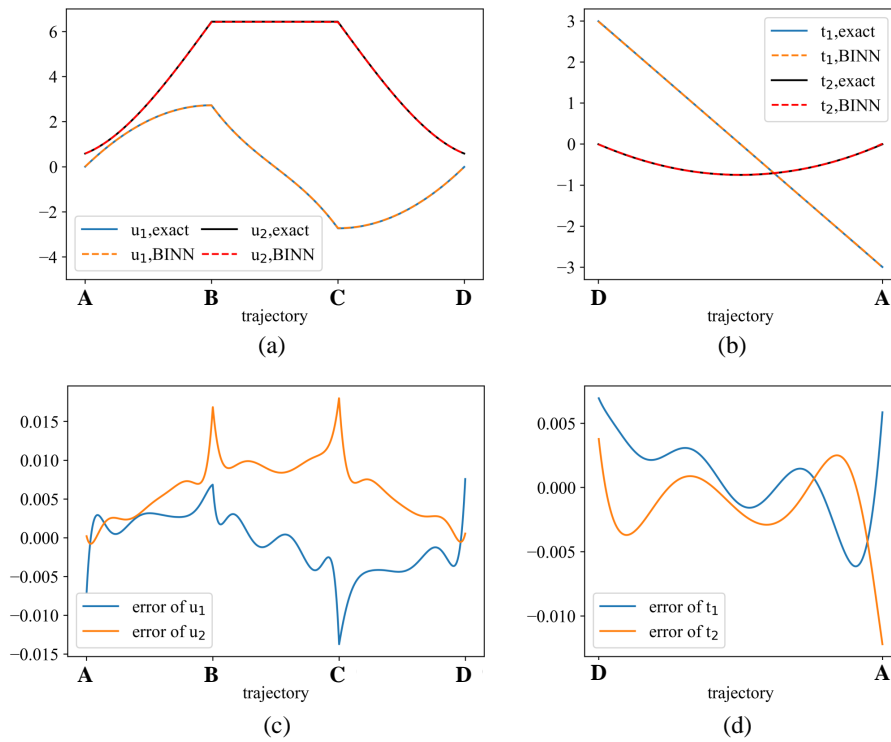 6
4
2
0
−2
−4
u1,exact
u1,BINN
u2,exact
u2,BINN
A B C D
trajectory
(a)
3
2
1
0
−1
−2
−3
t1,exact
t1,BINN
t2,exact
t2,BINN
D A
trajectory
(b)
0.015
0.010
0.005
0.000
−0.005
−0.010
−0.015
error of u1
error of u2
A B C D
trajectory
(c)
0.005
0.000
−0.005
−0.010
error of t1
error of t2
D A
trajectory
(d)